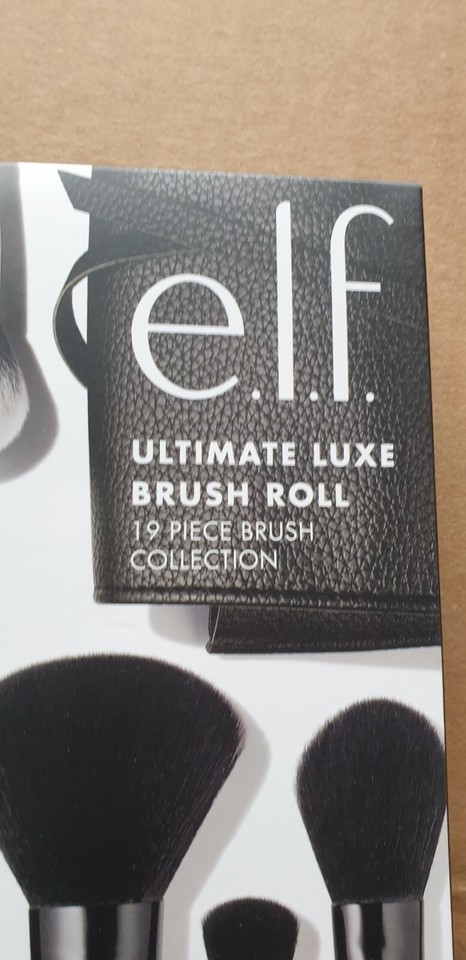 e.l.f.
ULTIMATE LUXE
BRUSH ROLL
19 PIECE BRUSH
COLLECTION